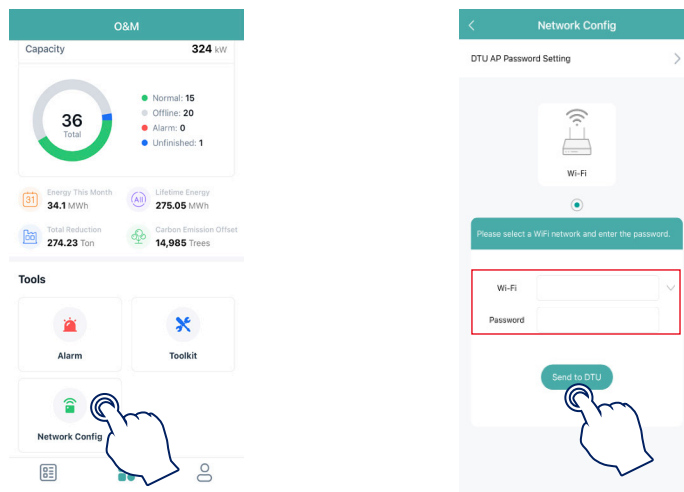 O&M
Capacity 324 kW
36
Total
Normal: 15
Offline: 20
Alarm: 0
Unfinished: 1
31
Energy This Month
34.1 MWh
All
Lifetime Energy
275.05 MWh
Total Reduction
274.23 Ton
Carbon Emission Offset
14,985 Trees
Tools
Alarm
Toolkit
Network Config
Network Config
DTU AP Password Setting
Wi-Fi
Please select a WiFi network and enter the password.
Wi-Fi
Password
Send to DTU